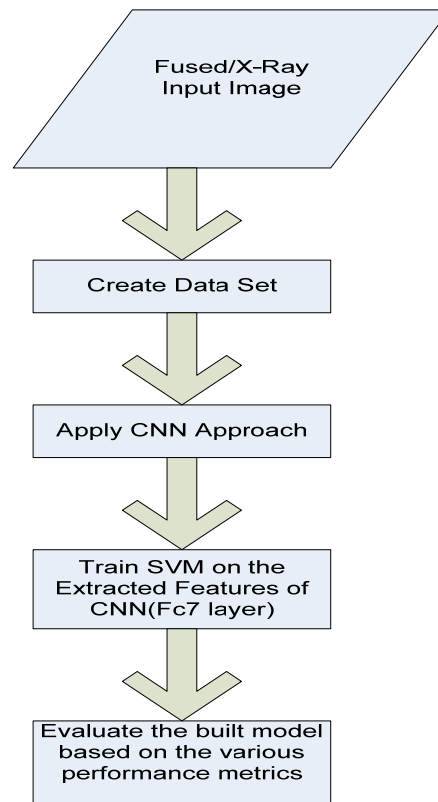 Fused/X-Ray
Input Image
Create Data Set
Apply CNN Approach
Train SVM on the
Extracted Features of
CNN(Fc7 layer)
Evaluate the built model
based on the various
performance metrics